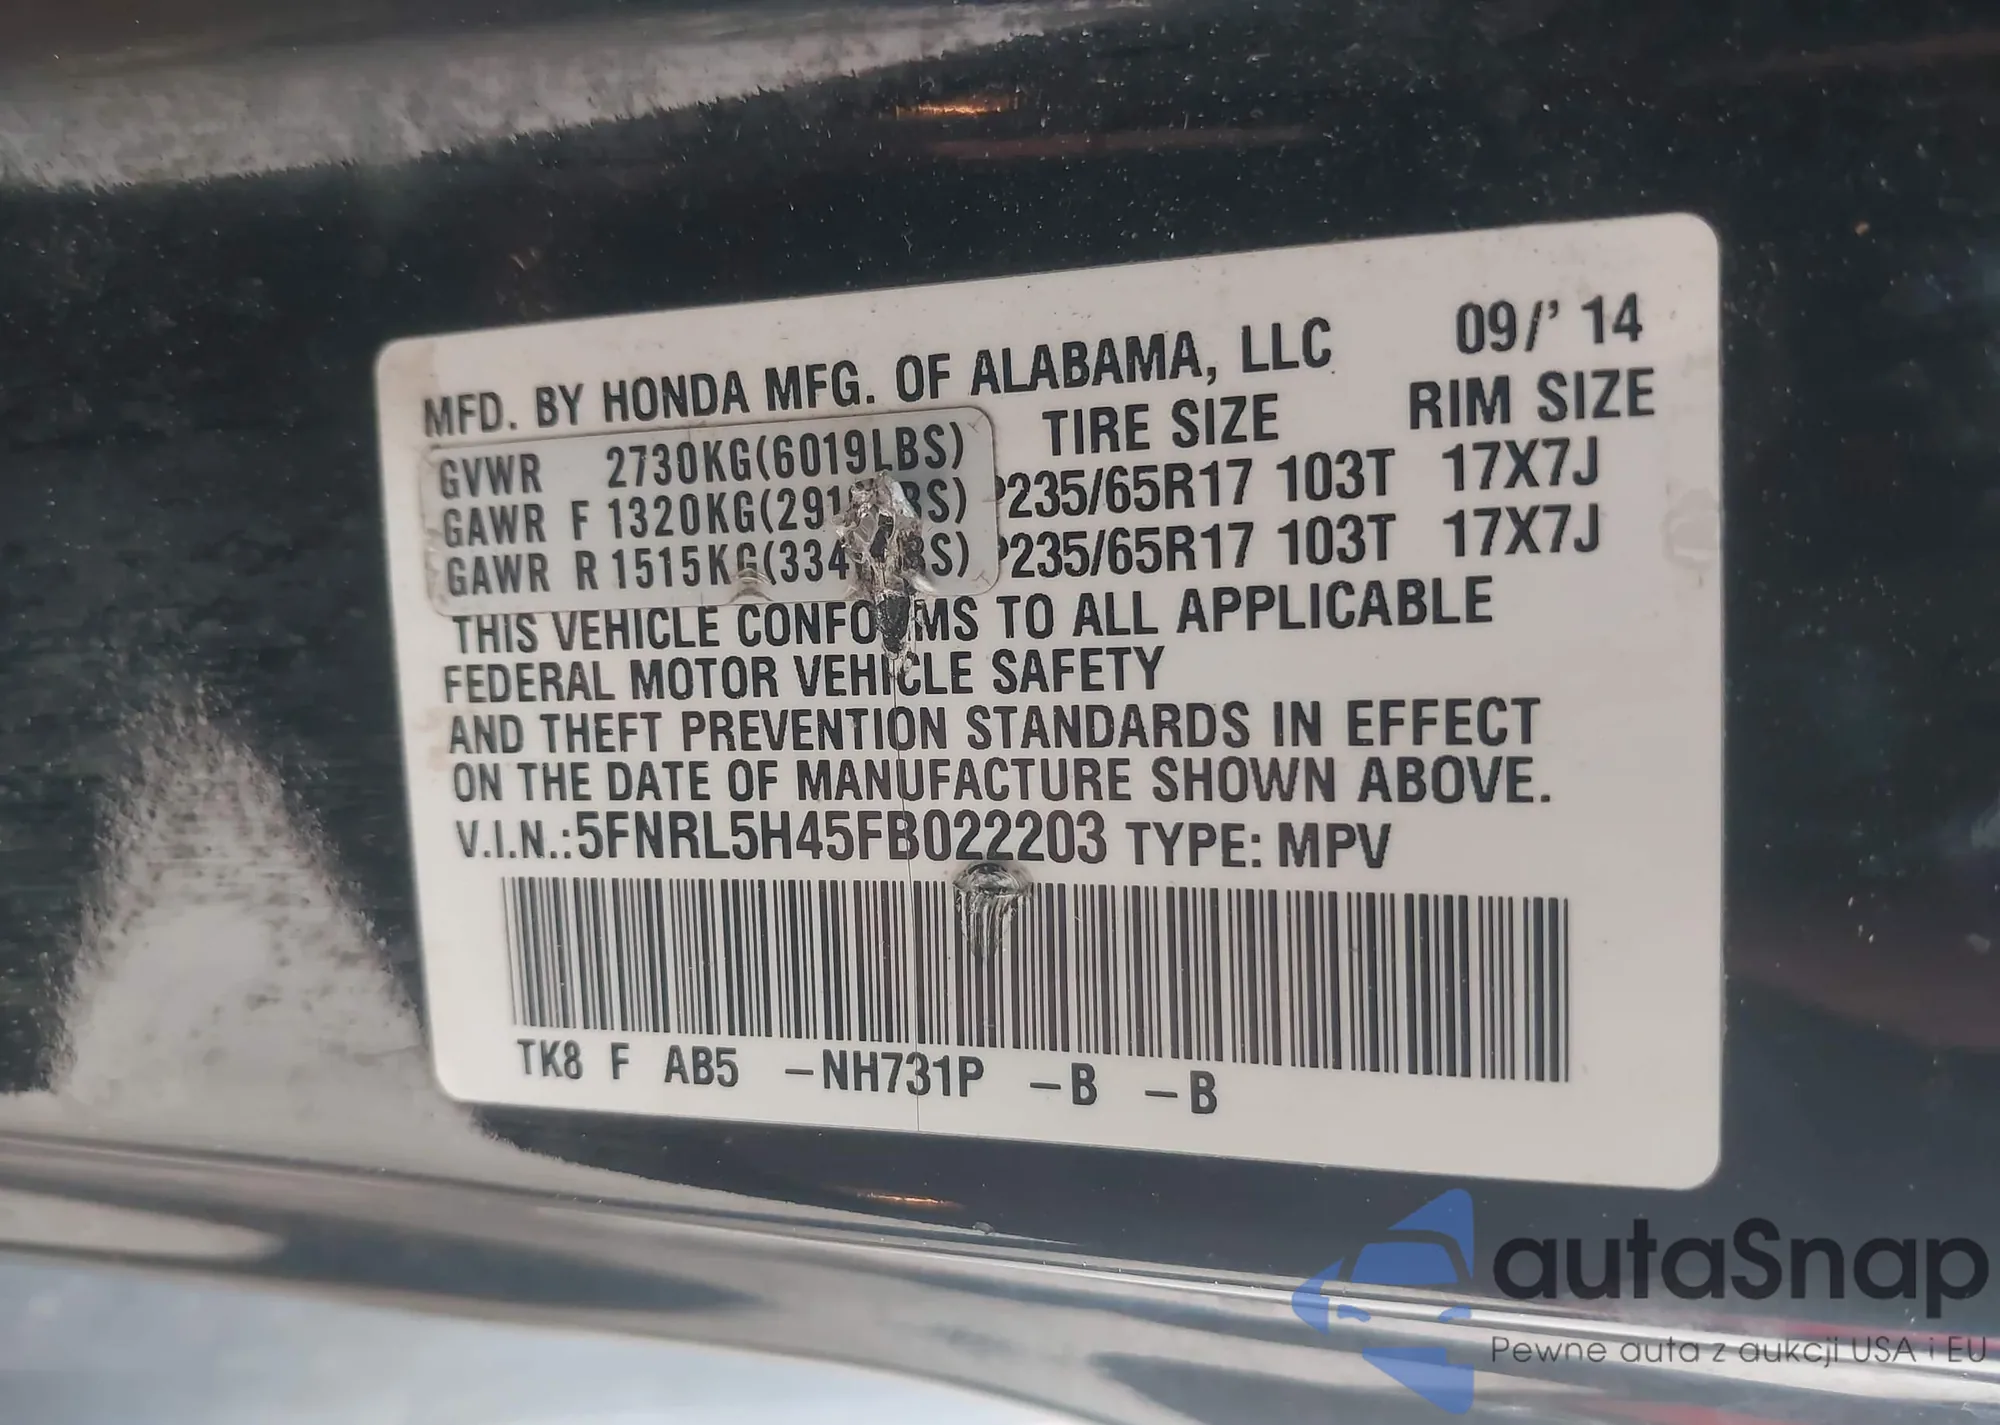 MFD. BY HONDA MFG. OF ALABAMA, LLC 09/' 14
TIRE SIZE RIM SIZE
GVWR 2730KG(6019LBS)
GAWR F 1320KG P235/65R17 103T 17X7J
GAWR R 1515KG P235/65R17 103T 17X7J
THIS VEHICLE CONFORMS TO ALL APPLICABLE
FEDERAL MOTOR VEHICLE SAFETY
AND THEFT PREVENTION STANDARDS IN EFFECT
ON THE DATE OF MANUFACTURE SHOWN ABOVE.
V.I.N.:5FNRL5H45FB022203 TYPE: MPV
TK8 F AB5 –NH731P –B –B
autaSnap
Pewne auta z aukcji USA i EU